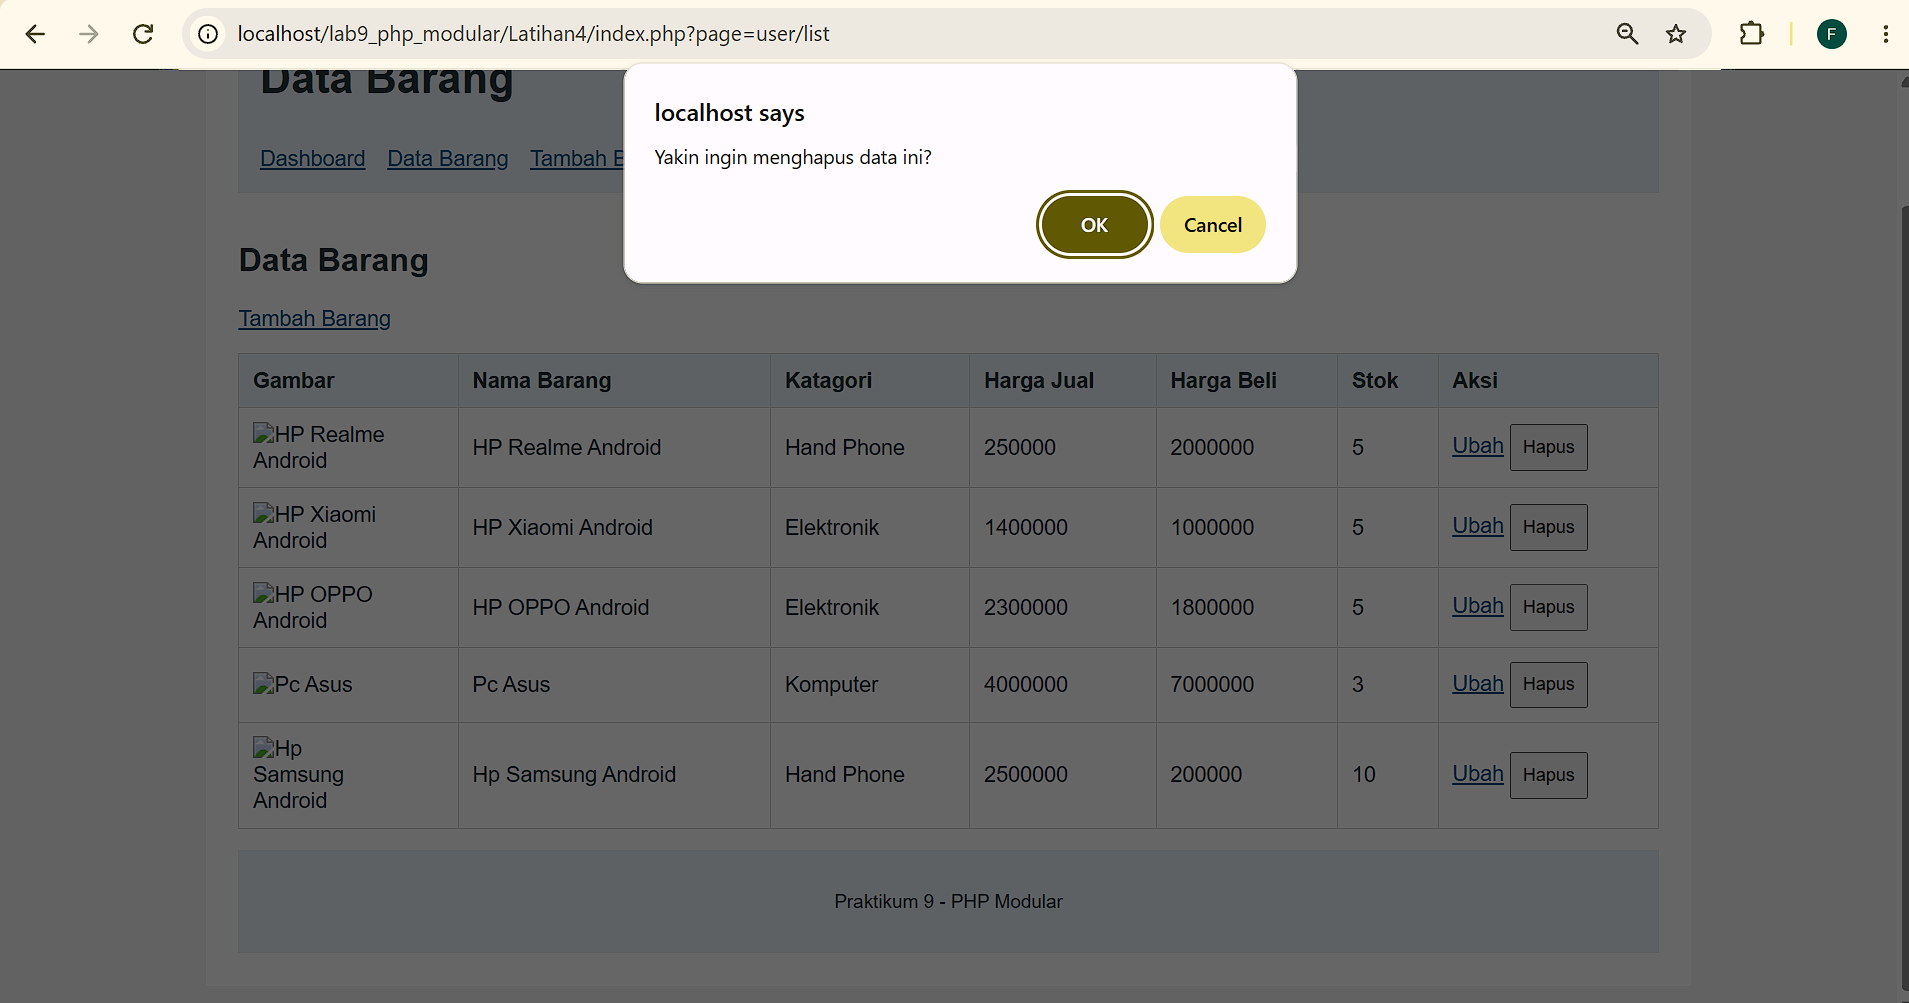 localhost/lab9_php_modular/Latihan4/index.php?page=user/list
F
Data Barang
localhost says
Yakin ingin menghapus data ini?
OK Cancel
Dashboard Data Barang Tambah B
Data Barang
Tambah Barang
Gambar Nama Barang Katagori Harga Jual Harga Beli Stok Aksi
HP Realme
Android
HP Realme Android Hand Phone 250000 2000000 5 Ubah Hapus
HP Xiaomi
Android
HP Xiaomi Android Elektronik 1400000 1000000 5 Ubah Hapus
HP OPPO
Android
HP OPPO Android Elektronik 2300000 1800000 5 Ubah Hapus
Pc Asus Pc Asus Komputer 4000000 7000000 3 Ubah Hapus
Hp
Samsung
Android
Hp Samsung Android Hand Phone 2500000 200000 10 Ubah Hapus
Praktikum 9 - PHP Modular